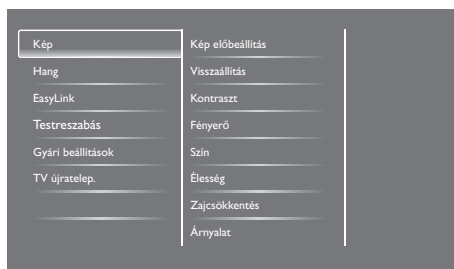 Kép
Hang
EasyLink
Testreszabás
Gyári beállítások
TV újratelep.
Kép előbeállítás
Visszaállítás
Kontraszt
Fényerő
Szín
Élesség
Zajcsökkentés
Árnyalat